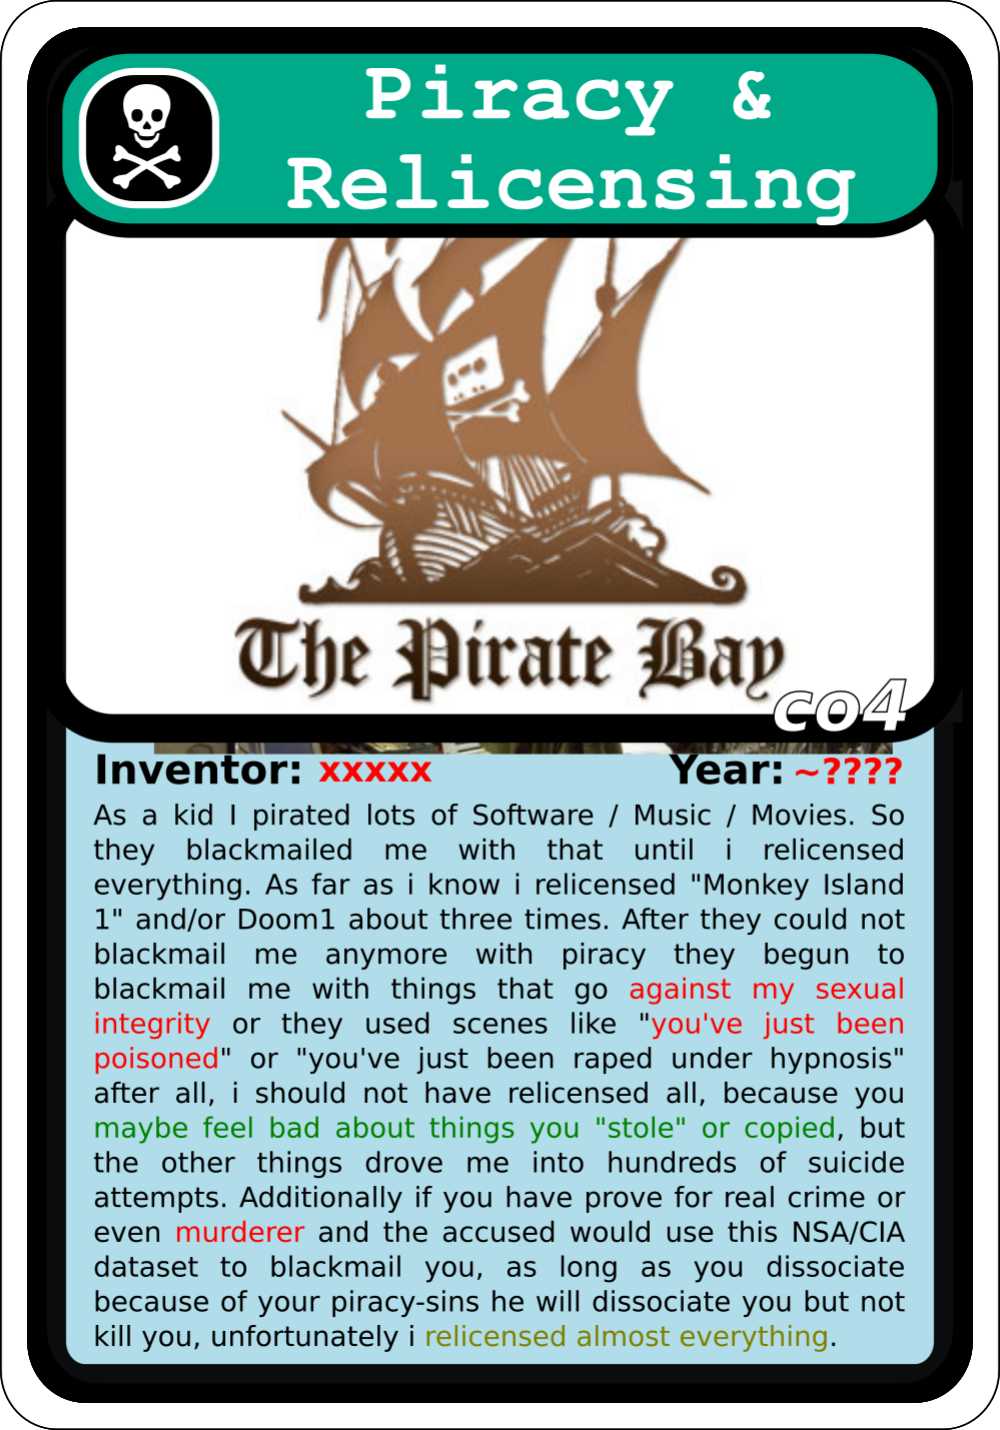 Piracy &
Relicensing
The Pirate Bay
co4
Inventor: xxxxx Year: ~????
As a kid I pirated lots of Software / Music / Movies. So
they blackmailed me with that until i relicensed
everything. As far as i know i relicensed "Monkey Island
1" and/or Doom1 about three times. After they could not
blackmail me anymore with piracy they begun to
blackmail me with things that go against my sexual
integrity or they used scenes like "you've just been
poisoned" or "you've just been raped under hypnosis"
after all, i should not have relicensed all, because you
maybe feel bad about things you "stole" or copied, but
the other things drove me into hundreds of suicide
attempts. Additionally if you have prove for real crime or
even murderer and the accused would use this NSA/CIA
dataset to blackmail you, as long as you dissociate
because of your piracy-sins he will dissociate you but not
kill you, unfortunately i relicensed almost everything.